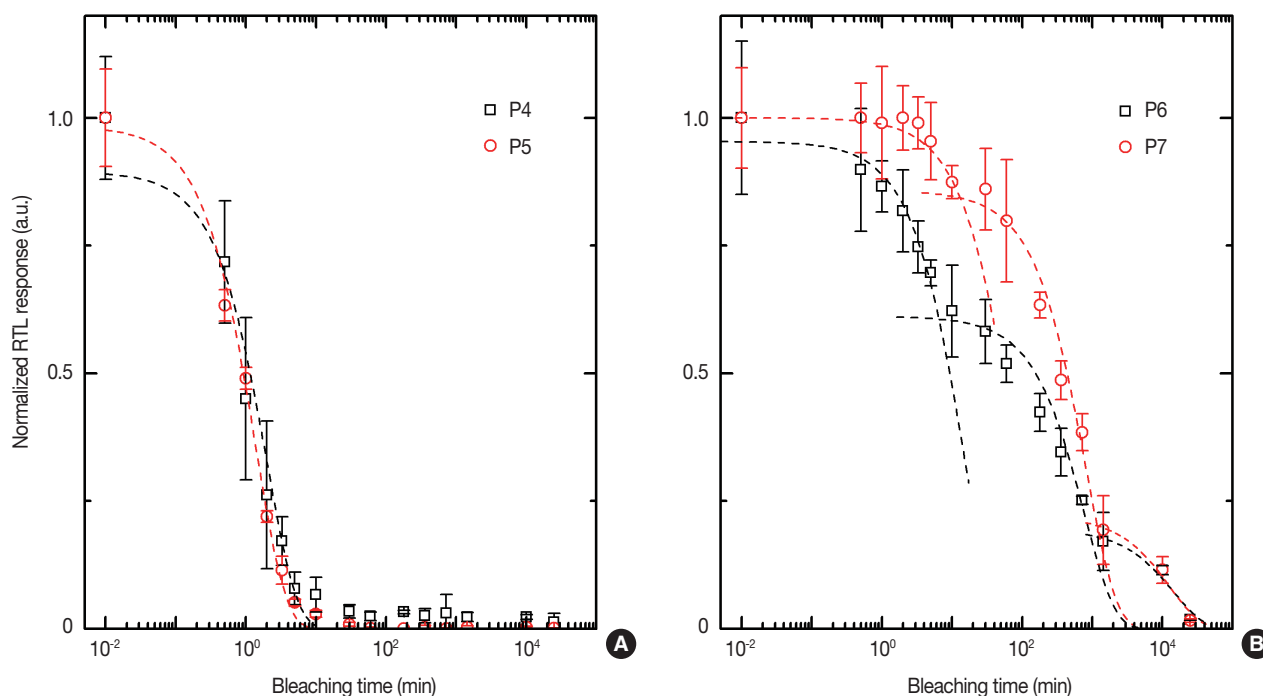 Normalized RTL response (a.u.)
1.0
0.5
0
P4
P5
10⁻² 10⁰ 10² 10⁴
Bleaching time (min)
A
1.0
0.5
0
P6
P7
10⁻² 10⁰ 10² 10⁴
Bleaching time (min)
B